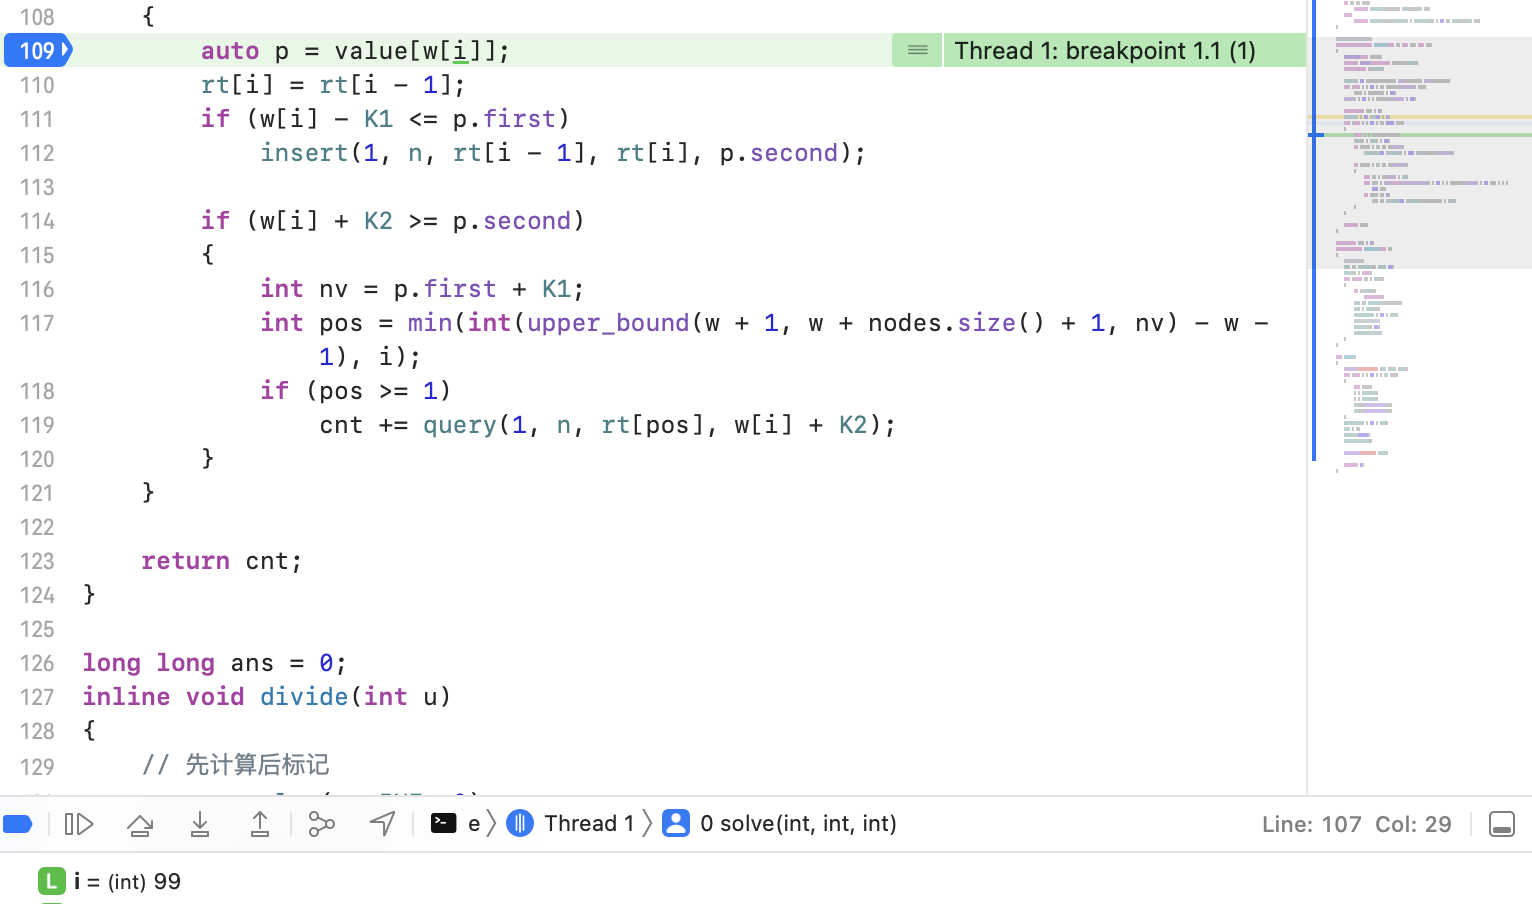 108 {
109 auto p = value[w[i]]; Thread 1: breakpoint 1.1 (1)
110 rt[i] = rt[i - 1];
111 if (w[i] - K1 <= p.first)
112 insert(1, n, rt[i - 1], rt[i], p.second);
113
114 if (w[i] + K2 >= p.second)
115 {
116 int nv = p.first + K1;
117 int pos = min(int(upper_bound(w + 1, w + nodes.size() + 1, nv) - w -
1), i);
118 if (pos >= 1)
119 cnt += query(1, n, rt[pos], w[i] + K2);
120 }
121 }
122
123 return cnt;
124 }
125
126 long long ans = 0;
127 inline void divide(int u)
128 {
129 // 先计算后标记
e Thread 1 0 solve(int, int, int) Line: 107 Col: 29
L i = (int) 99